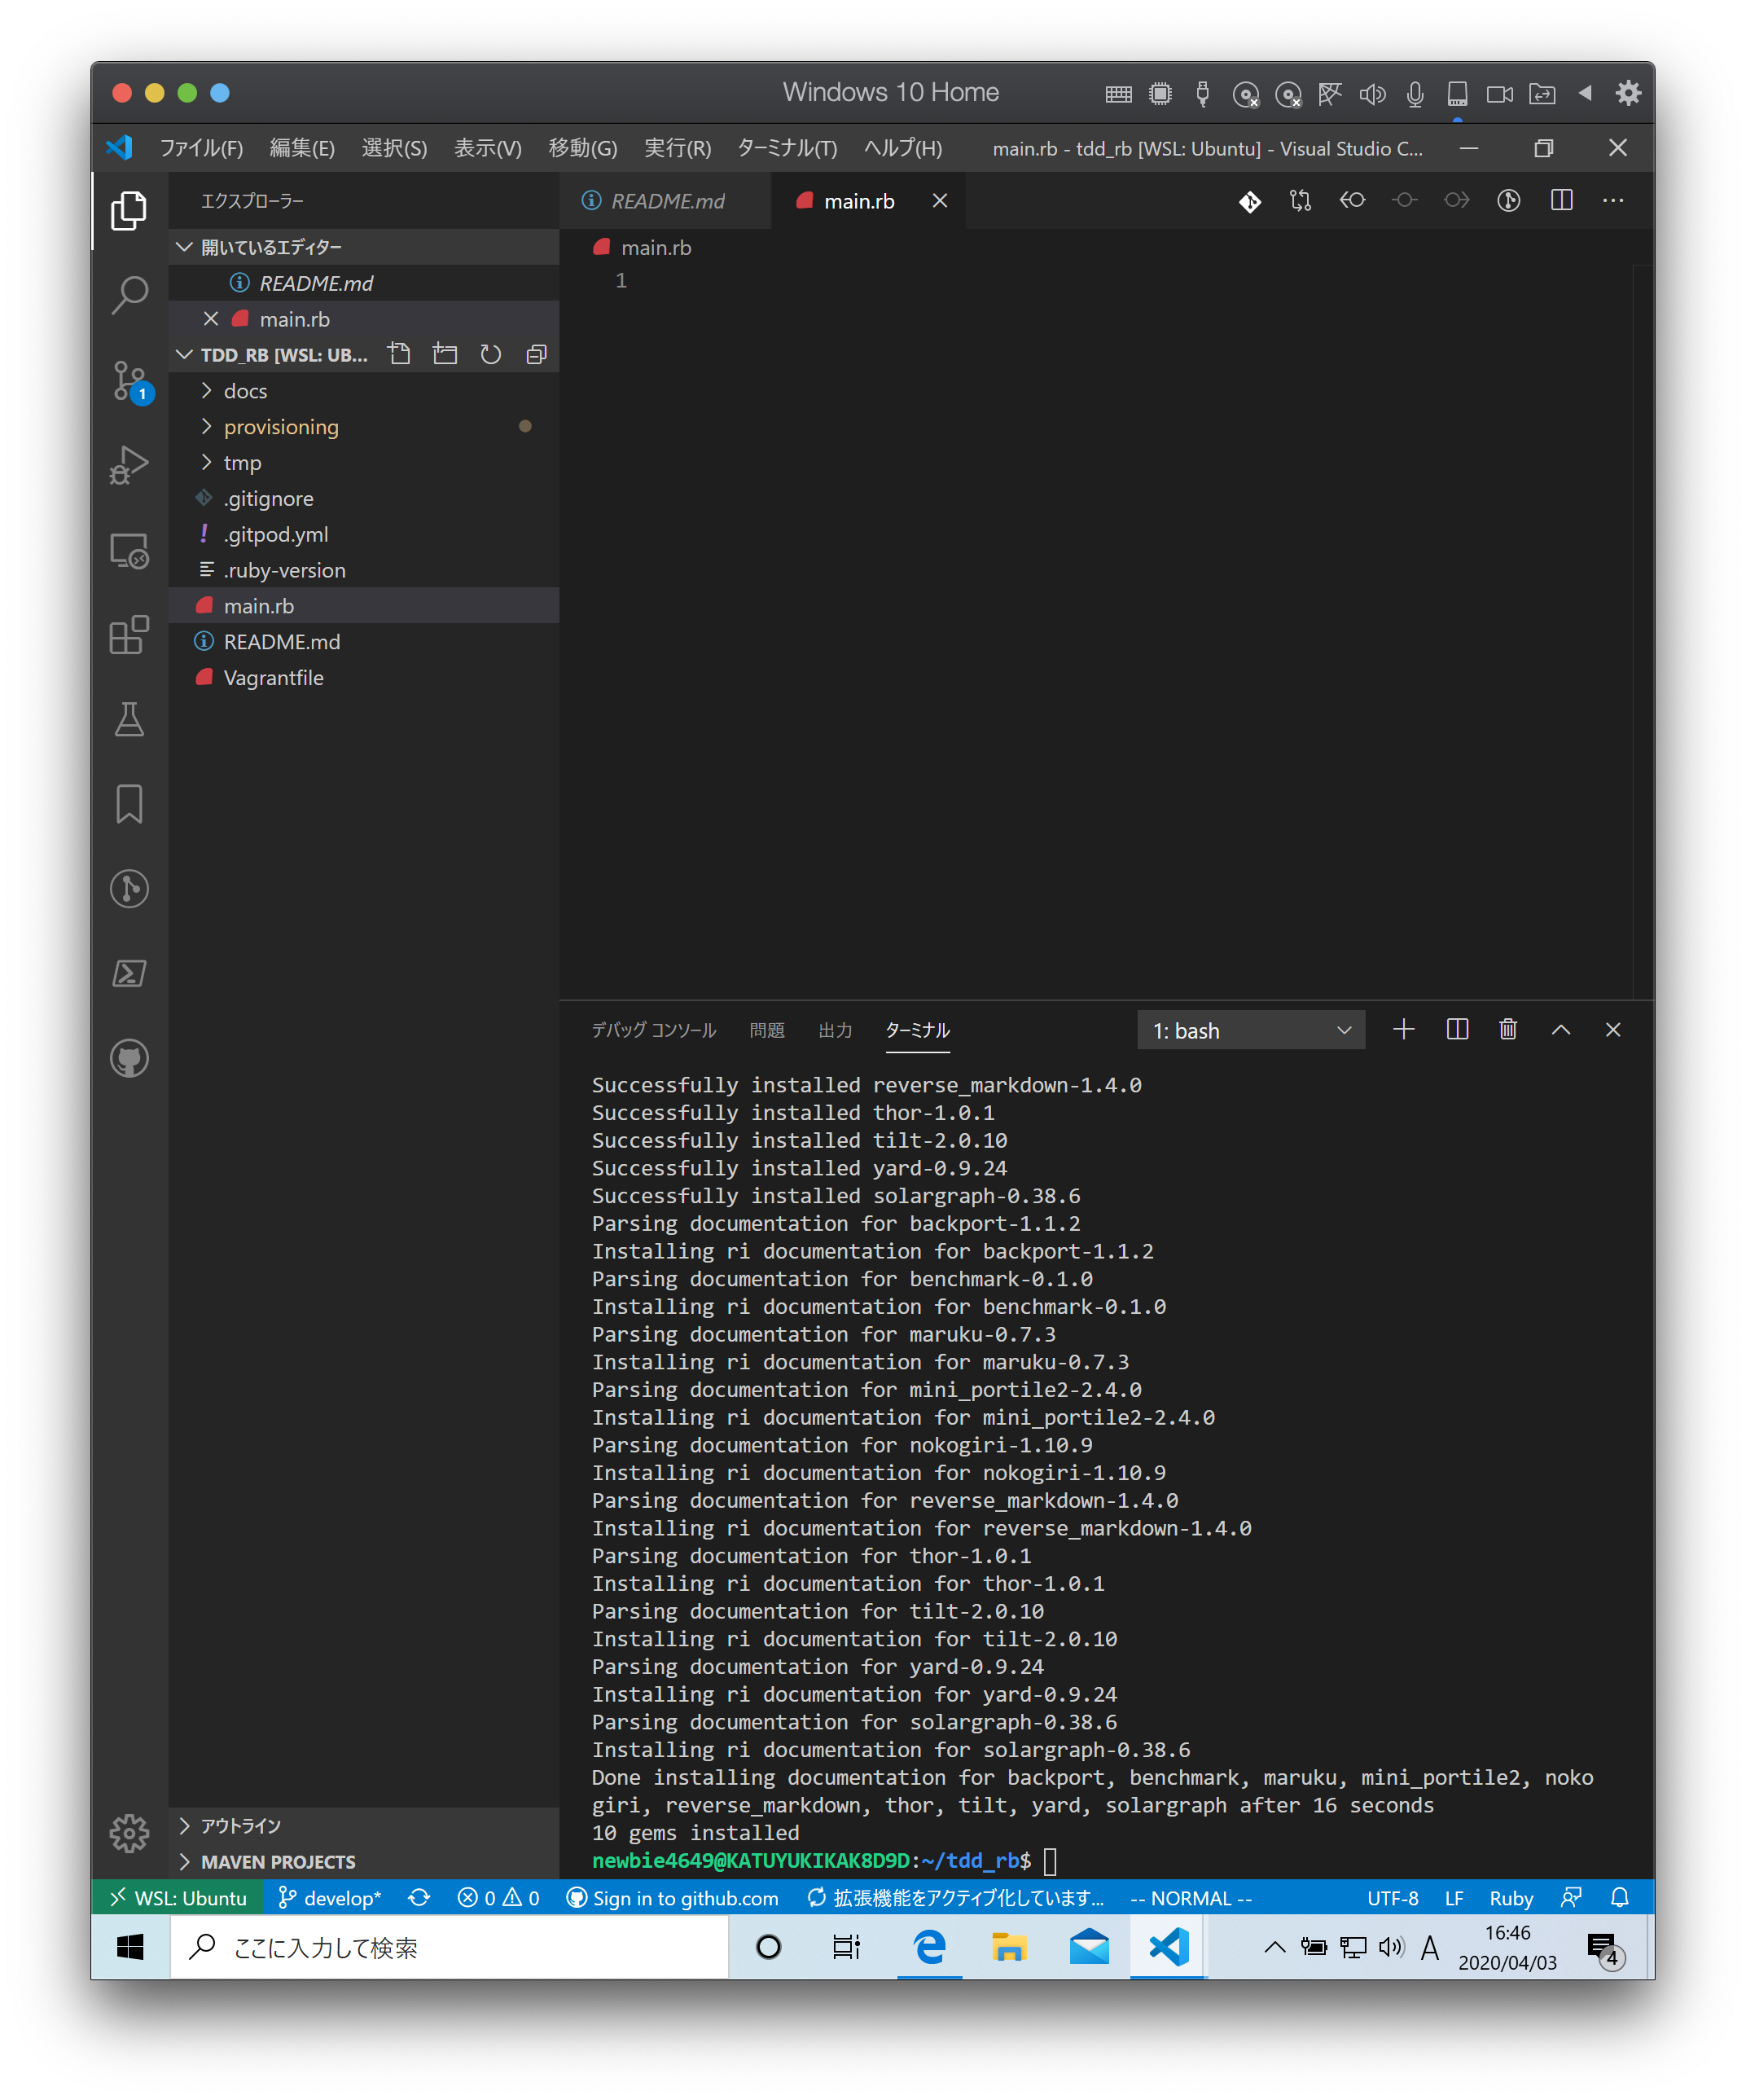 Windows 10 Home
ファイル(F) 編集(E) 選択(S) 表示(V) 移動(G) 実行(R) ターミナル(T) ヘルプ(H) main.rb - tdd_rb [WSL: Ubuntu] - Visual Studio C...
エクスプローラー
README.md main.rb
開いているエディター
main.rb
README.md
1
main.rb
TDD_RB [WSL: UB...
docs
1
provisioning
tmp
.gitignore
! .gitpod.yml
.ruby-version
main.rb
README.md
Vagrantfile
デバッグ コンソール 問題 出力 ターミナル 1: bash
Successfully installed reverse_markdown-1.4.0
Successfully installed thor-1.0.1
Successfully installed tilt-2.0.10
Successfully installed yard-0.9.24
Successfully installed solargraph-0.38.6
Parsing documentation for backport-1.1.2
Installing ri documentation for backport-1.1.2
Parsing documentation for benchmark-0.1.0
Installing ri documentation for benchmark-0.1.0
Parsing documentation for maruku-0.7.3
Installing ri documentation for maruku-0.7.3
Parsing documentation for mini_portile2-2.4.0
Installing ri documentation for mini_portile2-2.4.0
Parsing documentation for nokogiri-1.10.9
Installing ri documentation for nokogiri-1.10.9
Parsing documentation for reverse_markdown-1.4.0
Installing ri documentation for reverse_markdown-1.4.0
Parsing documentation for thor-1.0.1
Installing ri documentation for thor-1.0.1
Parsing documentation for tilt-2.0.10
Installing ri documentation for tilt-2.0.10
Parsing documentation for yard-0.9.24
Installing ri documentation for yard-0.9.24
Parsing documentation for solargraph-0.38.6
Installing ri documentation for solargraph-0.38.6
Done installing documentation for backport, benchmark, maruku, mini_portile2, noko
giri, reverse_markdown, thor, tilt, yard, solargraph after 16 seconds
10 gems installed
newbie4649@KATUYUKIKAK8D9D:~/tdd_rb$
アウトライン
MAVEN PROJECTS
WSL: Ubuntu develop* 0 0 Sign in to github.com 拡張機能をアクティブ化しています... -- NORMAL -- UTF-8 LF Ruby
ここに入力して検索 A 16:46
2020/04/03 4